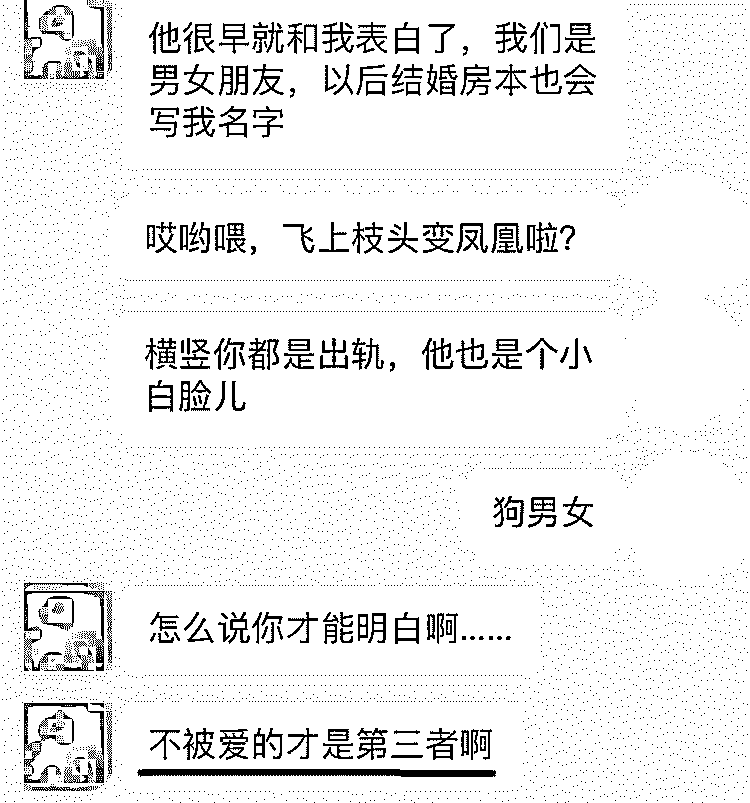 他很早就和我表白了，我们是
男女朋友，以后结婚房本也会
写我名字
哎哟喂，飞上枝头变凤凰啦？
横竖你都是出轨，他也是个小
白脸儿
狗男女
怎么说你才能明白啊……
不被爱的才是第三者啊